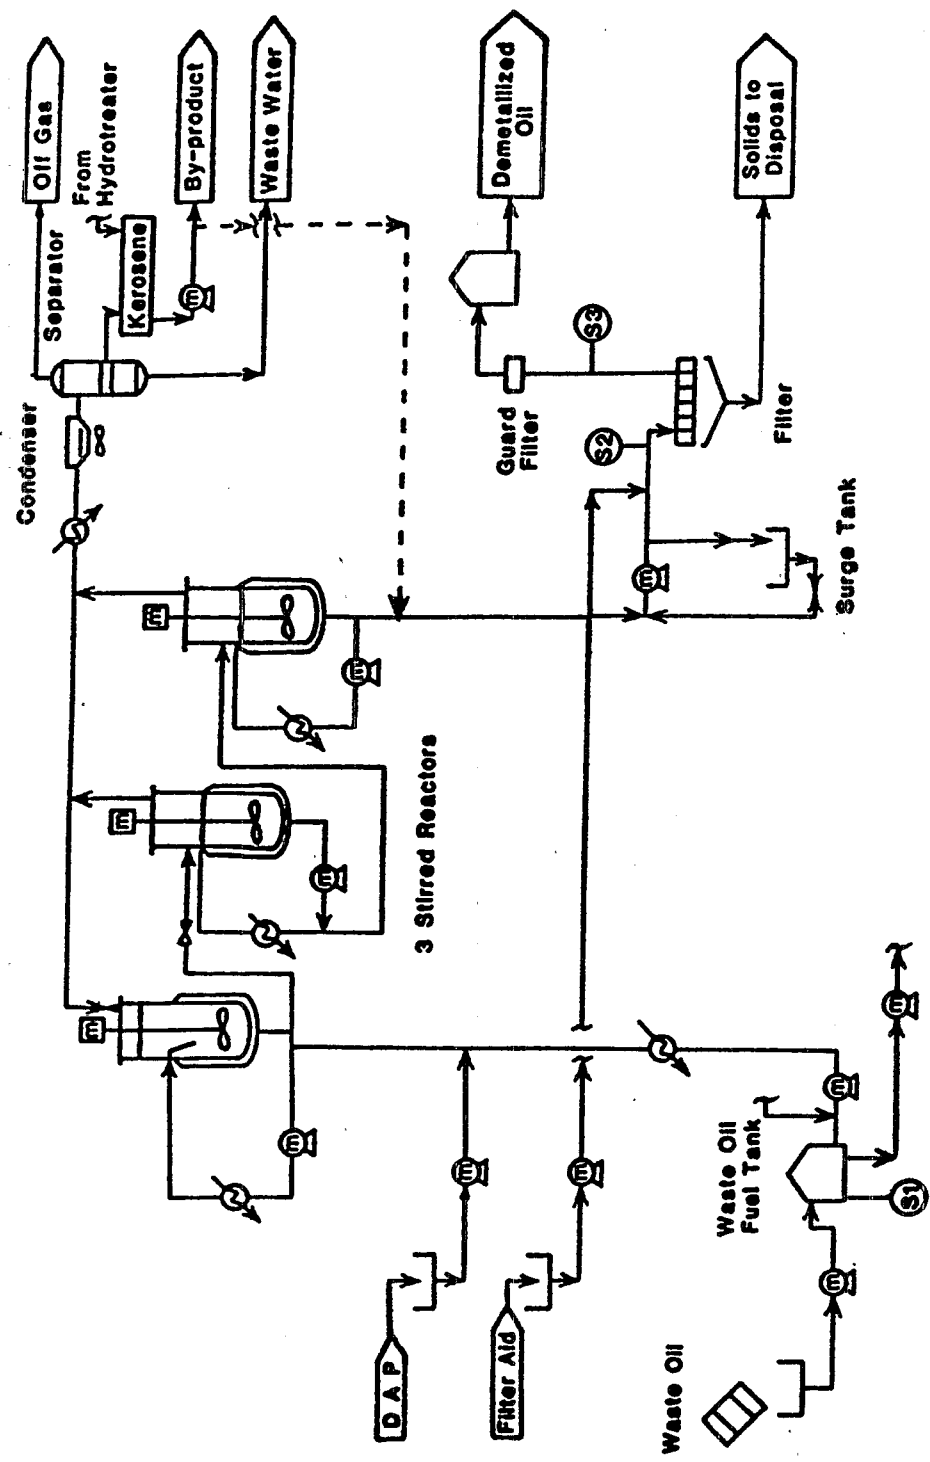 Off Gas
From
Hydrotreater
By-product
Waste Water
Demetallized
Oil
Solids to
Disposal
Separator
Kerosene
m
S3
Condenser
Guard
Filter
S2
Filter
m
m
Surge Tank
m
m
m
3 Stirred Reactors
m
m
m
m
m
Waste Oil
Fuel Tank
m
m
S1
DAP
Filter Aid
m
Waste Oil